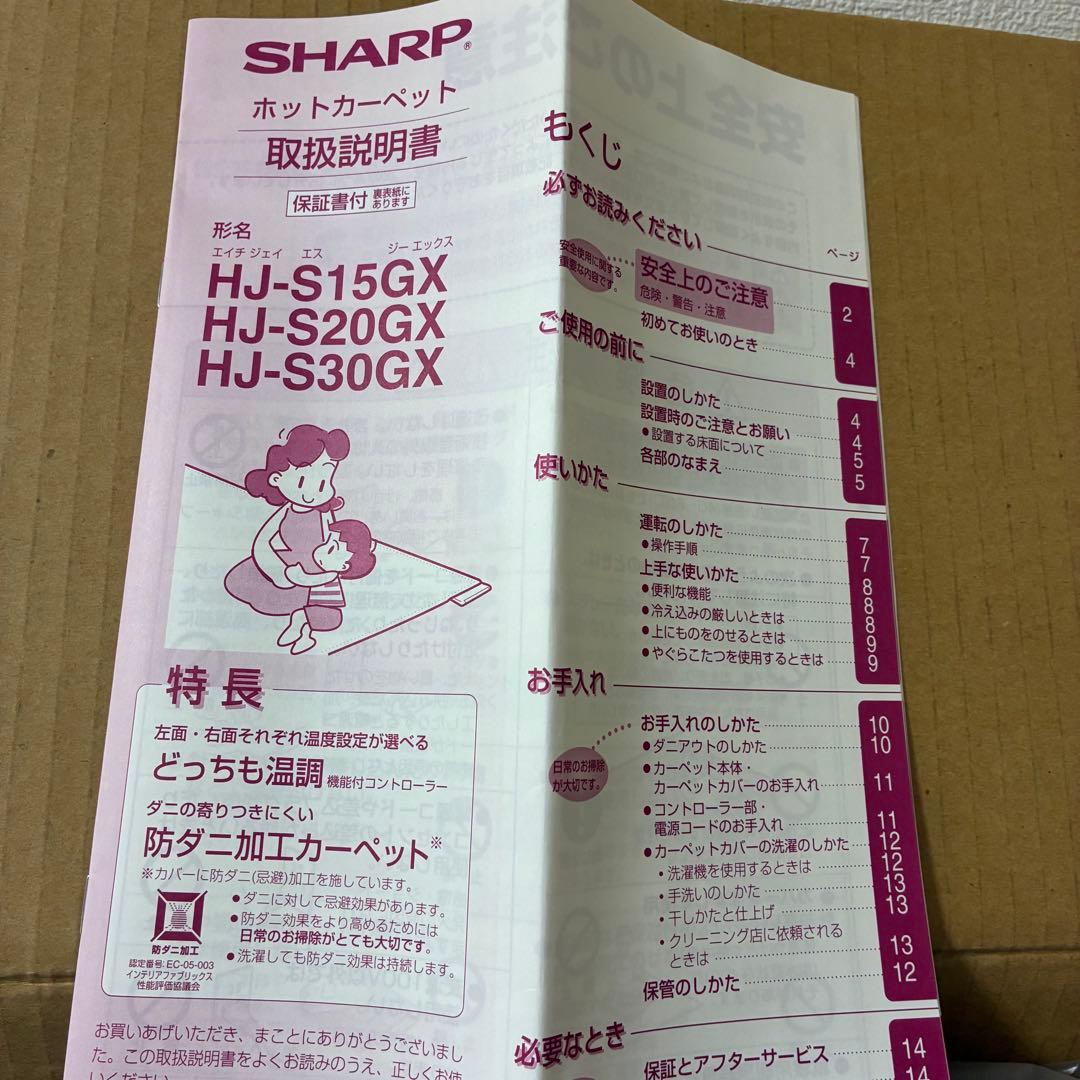 SHARP®
ホットカーペット
取扱説明書
保証書付 裏表紙にあります
形名
エイチ ジェイ エス ジー エックス
HJ-S15GX
HJ-S20GX
HJ-S30GX
特長
左面・右面それぞれ温度設定が選べる
どっちも温調 機能付コントローラー
ダニの寄りつきにくい
防ダニ加工カーペット※
※カバーに防ダニ(忌避)加工を施しています。
●ダニに対して忌避効果があります。
●防ダニ効果をより高めるためには
日常のお掃除がとても大切です。
●洗濯しても防ダニ効果は持続します。
防ダニ加工
認定番号:EC-05-003
インテリアファブリックス
性能評価協議会
お買いあげいただき、まことにありがとうございまし
た。この取扱説明書をよくお読みのうえ、正しくお使
いください
もくじ
ページ
必ずお読みください
安全使用に関する
重要な内容です。
安全上のご注意 2
危険・警告・注意
初めてお使いのとき 4
ご使用の前に
設置のしかた 4
設置時のご注意とお願い 4
●設置する床面について 5
各部のなまえ 5
使いかた
運転のしかた 7
●操作手順 7
上手な使いかた 8
●便利な機能 8
●冷え込みの厳しいときは 8
●上にものをのせるときは 9
●やぐらこたつを使用するときは 9
お手入れ
日常のお掃除
が大切です。
お手入れのしかた 10
●ダニアウトのしかた 10
●カーペット本体・
カーペットカバーのお手入れ 11
●コントローラー部・
電源コードのお手入れ 11
●カーペットカバーの洗濯のしかた 12
・洗濯機を使用するときは 12
・手洗いのしかた 13
・干しかたと仕上げ 13
・クリーニング店に依頼される
ときは 13
保管のしかた 12
必要なとき
保証とアフターサービス 14
14